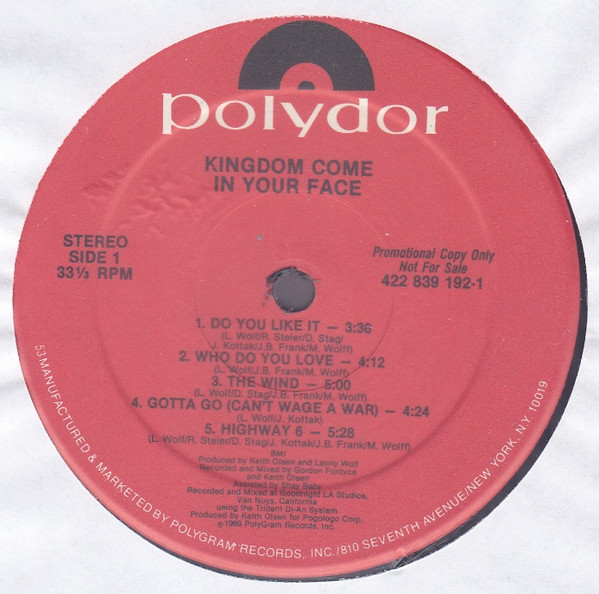 polydor
KINGDOM COME
IN YOUR FACE
STEREO
SIDE 1
33⅓ RPM
Promotional Copy Only
Not For Sale
422 839 192-1
1. DO YOU LIKE IT — 3:36
(L. Wolf/R. Steier/D. Stag/
J. Kottak/J.B. Frank/M. Wolff)
2. WHO DO YOU LOVE — 4:12
(L. Wolf/J.B. Frank/M. Wolff)
3. THE WIND — 5:00
(L. Wolf/D. Stag/J.B. Frank/M. Wolff)
4. GOTTA GO (CAN'T WAGE A WAR) — 4:24
(L. Wolf/J. Kottak)
5. HIGHWAY 6 — 5:28
(L. Wolf/R. Steier/D. Stag/J. Kottak/J.B. Frank/M. Wolff)
BMI
Produced by Keith Olsen and Lenny Wolf
Recorded and Mixed by Gordon Fordyce
and Keith Olsen
Assisted by Shay Baby
Recorded and Mixed at Goodnight LA Studios,
Van Nuys, California
using the Trident Di-An System
Produced by Keith Olsen for Pogologo Corp.
©1989 PolyGram Records, Inc.
53 MANUFACTURED & MARKETED BY POLYGRAM RECORDS, INC./810 SEVENTH AVENUE/NEW YORK, N.Y. 10019